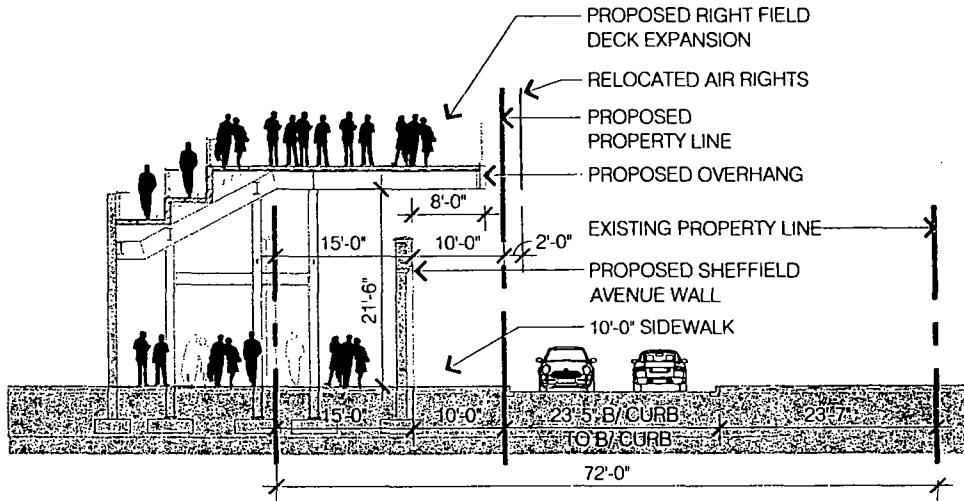 PROPOSED RIGHT FIELD
DECK EXPANSION
RELOCATED AIR RIGHTS
PROPOSED
PROPERTY LINE
PROPOSED OVERHANG
8'-0"
EXISTING PROPERTY LINE
15'-0"
10'-0"
2'-0"
PROPOSED SHEFFIELD
AVENUE WALL
21'-6"
10'-0" SIDEWALK
15'-0"
10'-0"
23'-5" B/ CURB
TO B/ CURB
23'-7"
72'-0"